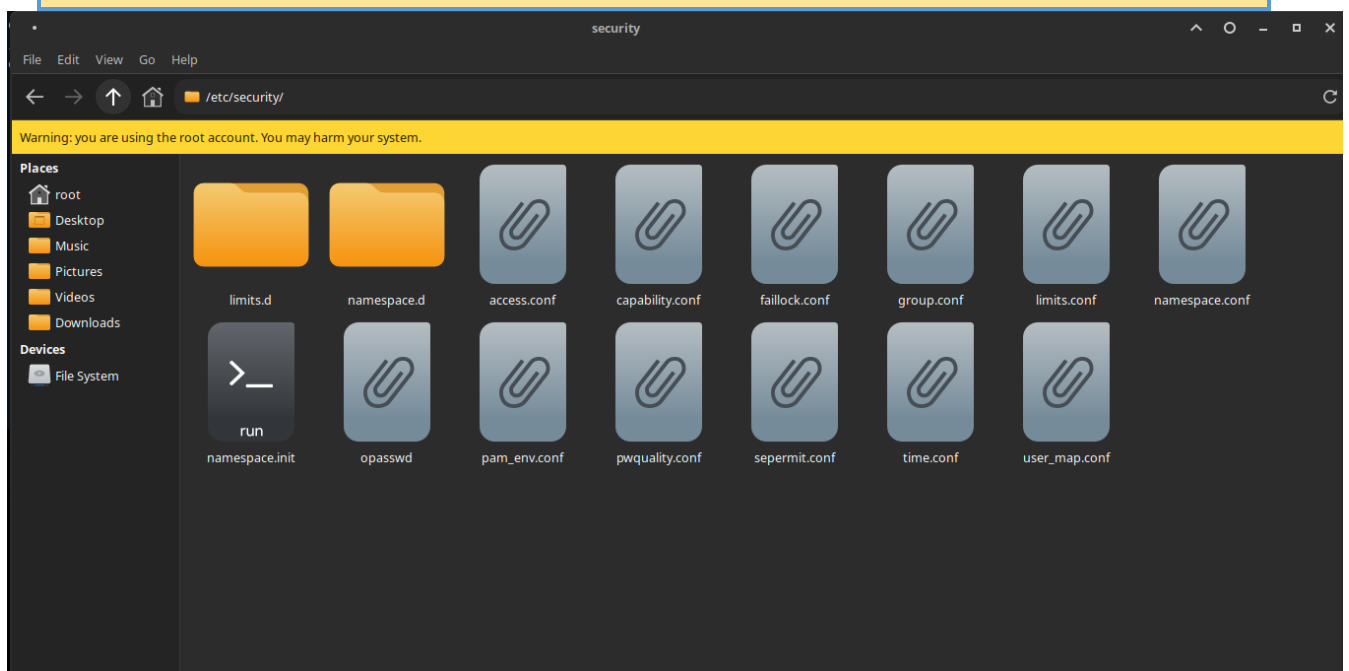 security
File Edit View Go Help
/etc/security/
Warning: you are using the root account. You may harm your system.
Places
root
Desktop
Music
Pictures
Videos
Downloads
Devices
File System
limits.d namespace.d access.conf capability.conf faillock.conf group.conf limits.conf namespace.conf
run
namespace.init opasswd pam_env.conf pwquality.conf sepermit.conf time.conf user_map.conf